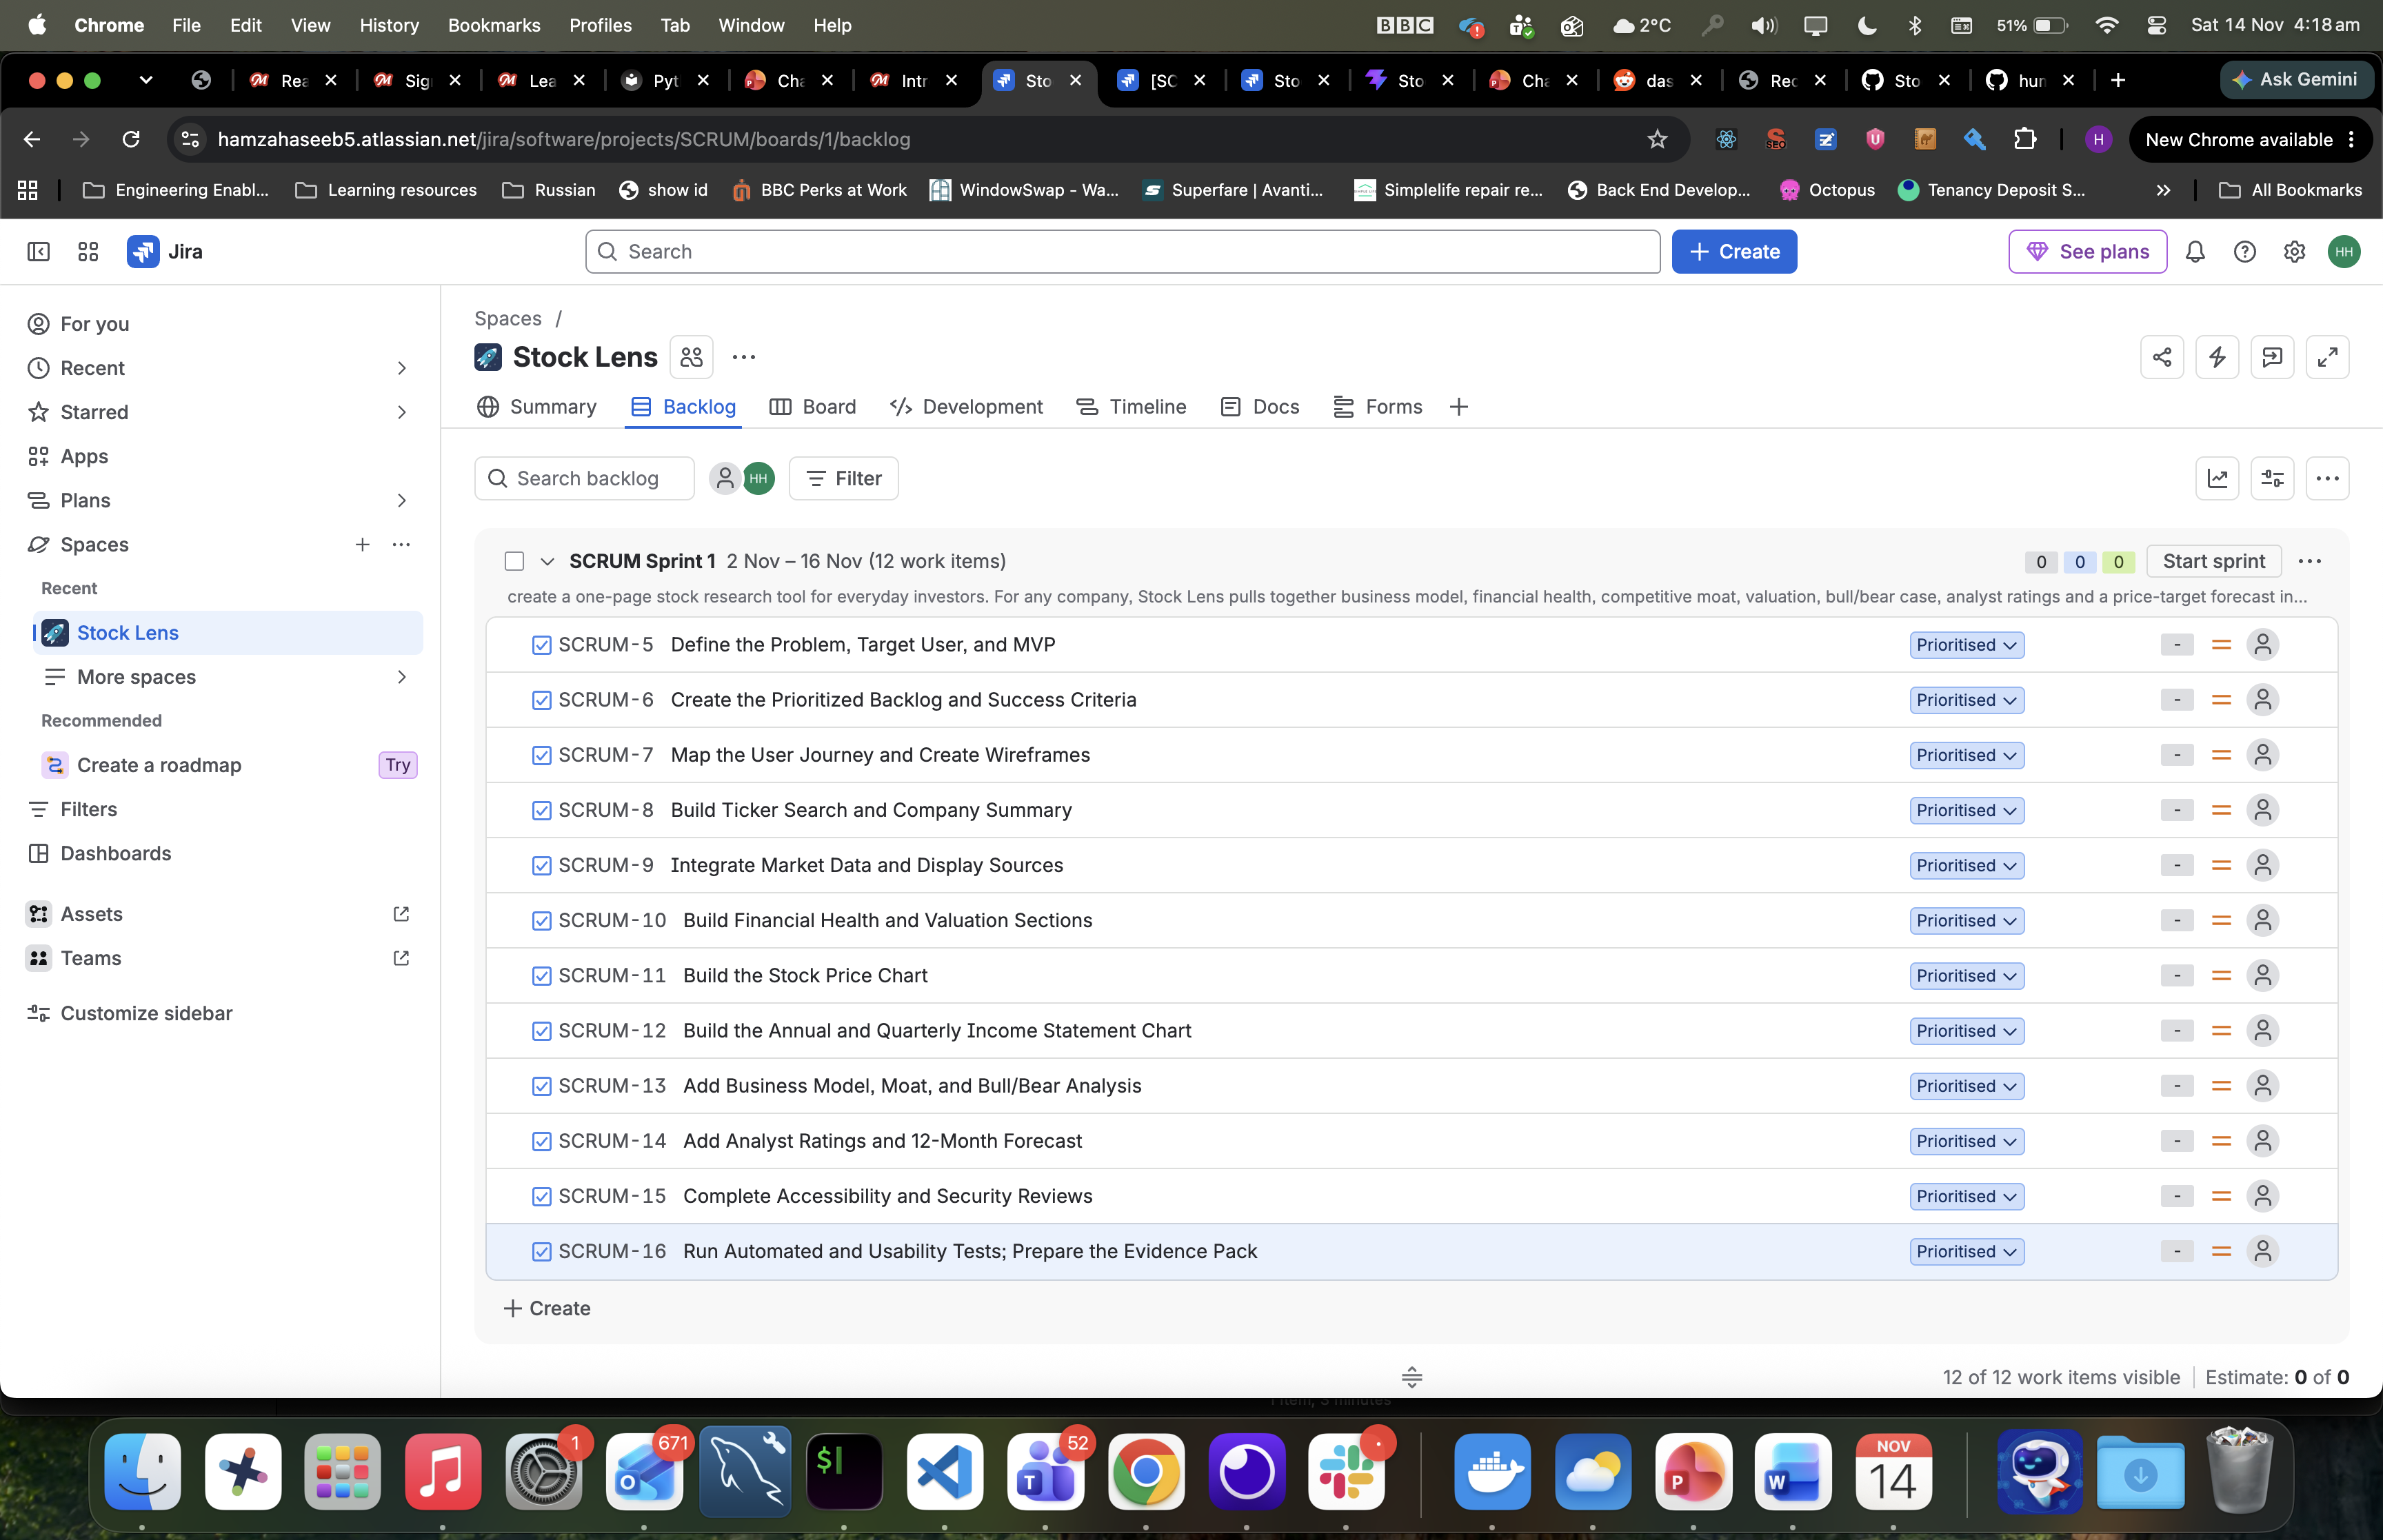 Chrome File Edit View History Bookmarks Profiles Tab Window Help BBC 2°C 51% Sat 14 Nov 4:18 am
Rea Sig Lea Pyt Cha Intr Sto [SC Sto Sto Cha das Rec Sto hun Ask Gemini
hamzahaseeb5.atlassian.net/jira/software/projects/SCRUM/boards/1/backlog SEO H New Chrome available
Engineering Enabl... Learning resources Russian show id BBC Perks at Work WindowSwap - Wa... Superfare | Avanti... Simplelife repair re... Back End Develop... Octopus Tenancy Deposit S... » All Bookmarks
Jira Search + Create See plans HH
For you
Recent
Starred
Apps
Plans
Spaces
Recent
Stock Lens
More spaces
Recommended
Create a roadmap Try
Filters
Dashboards
Assets
Teams
Customize sidebar
Spaces /
Stock Lens
Summary Backlog Board Development Timeline Docs Forms
Search backlog HH Filter
SCRUM Sprint 1 2 Nov – 16 Nov (12 work items) 0 0 0 Start sprint
create a one-page stock research tool for everyday investors. For any company, Stock Lens pulls together business model, financial health, competitive moat, valuation, bull/bear case, analyst ratings and a price-target forecast in...
SCRUM-5 Define the Problem, Target User, and MVP Prioritised -
SCRUM-6 Create the Prioritized Backlog and Success Criteria Prioritised -
SCRUM-7 Map the User Journey and Create Wireframes Prioritised -
SCRUM-8 Build Ticker Search and Company Summary Prioritised -
SCRUM-9 Integrate Market Data and Display Sources Prioritised -
SCRUM-10 Build Financial Health and Valuation Sections Prioritised -
SCRUM-11 Build the Stock Price Chart Prioritised -
SCRUM-12 Build the Annual and Quarterly Income Statement Chart Prioritised -
SCRUM-13 Add Business Model, Moat, and Bull/Bear Analysis Prioritised -
SCRUM-14 Add Analyst Ratings and 12-Month Forecast Prioritised -
SCRUM-15 Complete Accessibility and Security Reviews Prioritised -
SCRUM-16 Run Automated and Usability Tests; Prepare the Evidence Pack Prioritised -
+ Create
12 of 12 work items visible Estimate: 0 of 0
1 671 $ 52 NOV
O T P W 14